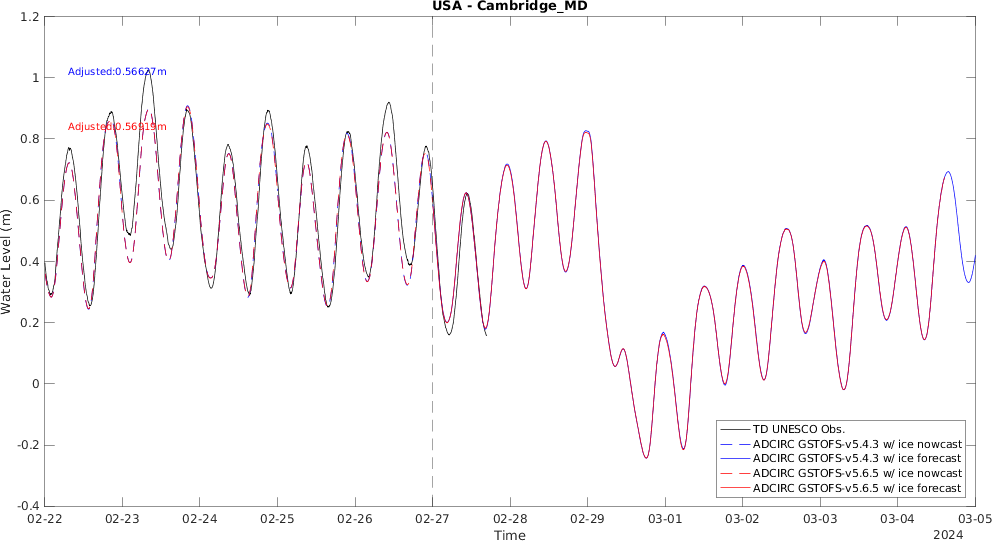 USA - Cambridge_MD
1.2
1
0.8
0.6
0.4
0.2
0
-0.2
-0.4
Water Level (m)
Adjusted:0.56627m
Adjusted:0.56919m
TD UNESCO Obs.
ADCIRC GSTOFS-v5.4.3 w/ ice nowcast
ADCIRC GSTOFS-v5.4.3 w/ ice forecast
ADCIRC GSTOFS-v5.6.5 w/ ice nowcast
ADCIRC GSTOFS-v5.6.5 w/ ice forecast
02-22 02-23 02-24 02-25 02-26 02-27 02-28 02-29 03-01 03-02 03-03 03-04 03-05
Time
2024